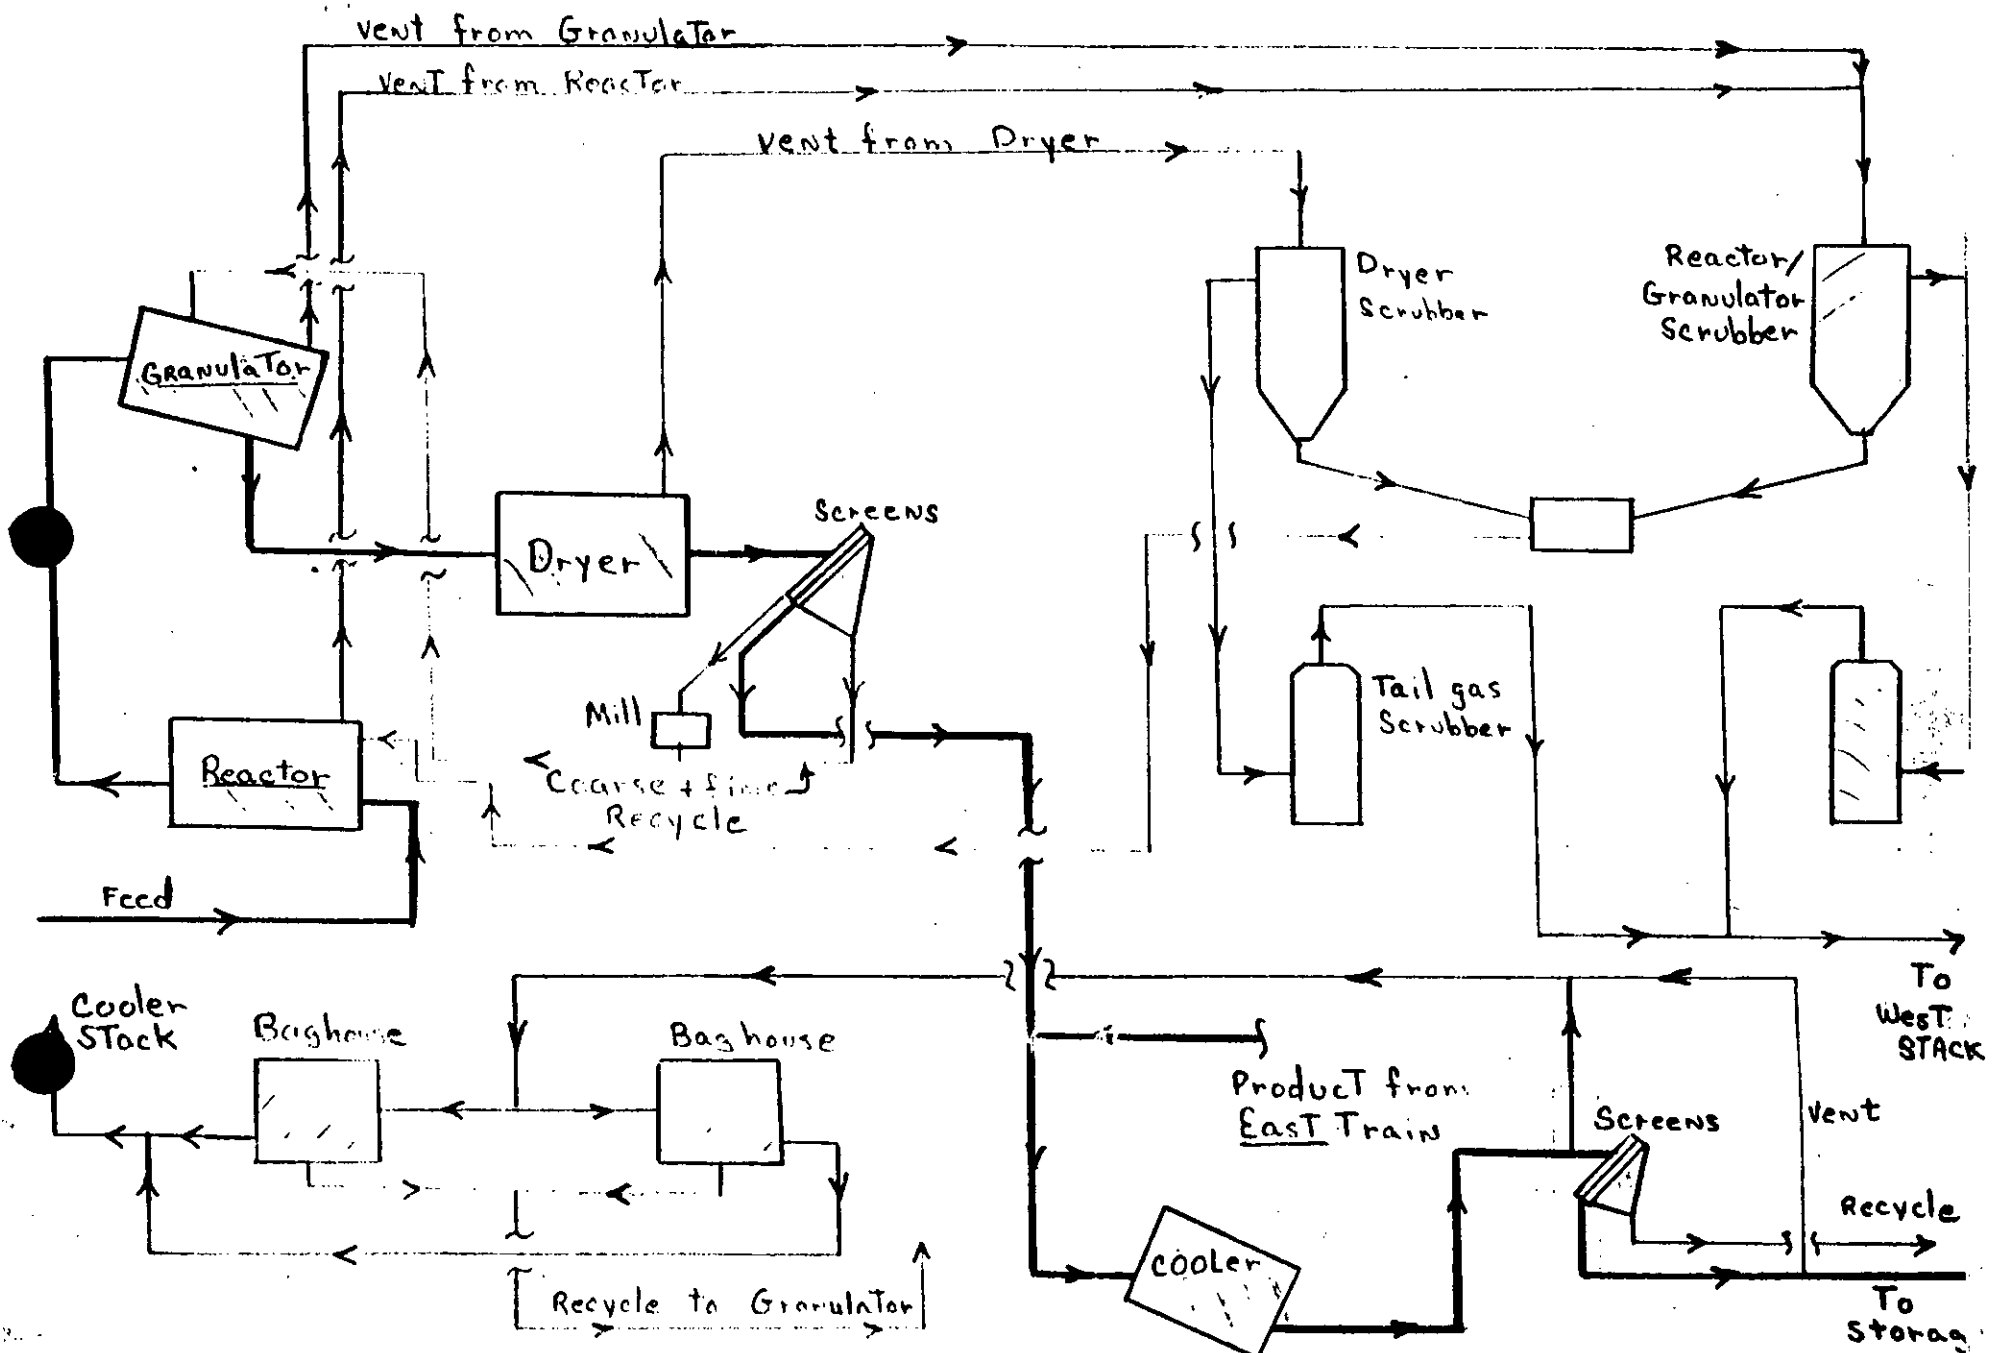 vent from Granulator
vent from Reactor
vent from Dryer
Dryer
Scrubber
Reactor/
Granulator
Scrubber
GRANULATOR
Screens
Dryer
Mill
Tail gas
Scrubber
Reactor
Coarse + fine
Recycle
Feed
To
West
STACK
Cooler
STack
Baghouse
Baghouse
Product from
East Train
Screens
vent
Recycle
cooler
Recycle to Granulator
To
Storag